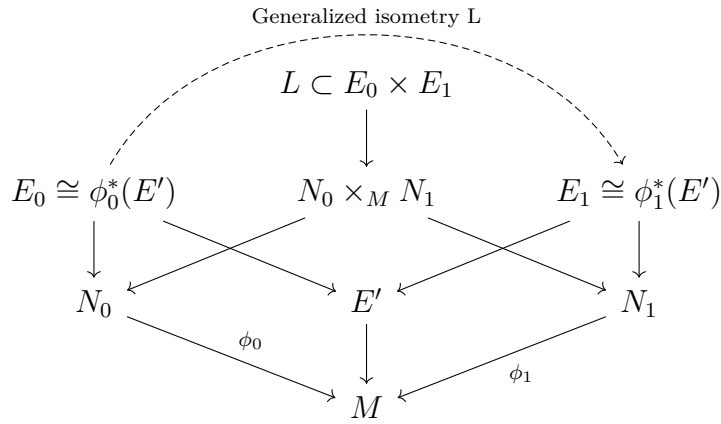 Generalized isometry L
L ⊂ E₀ × E₁
E₀ ≅ ϕ₀*(E′) N₀ ×_M N₁ E₁ ≅ ϕ₁*(E′)
N₀ E′ N₁
ϕ₀ ϕ₁
M